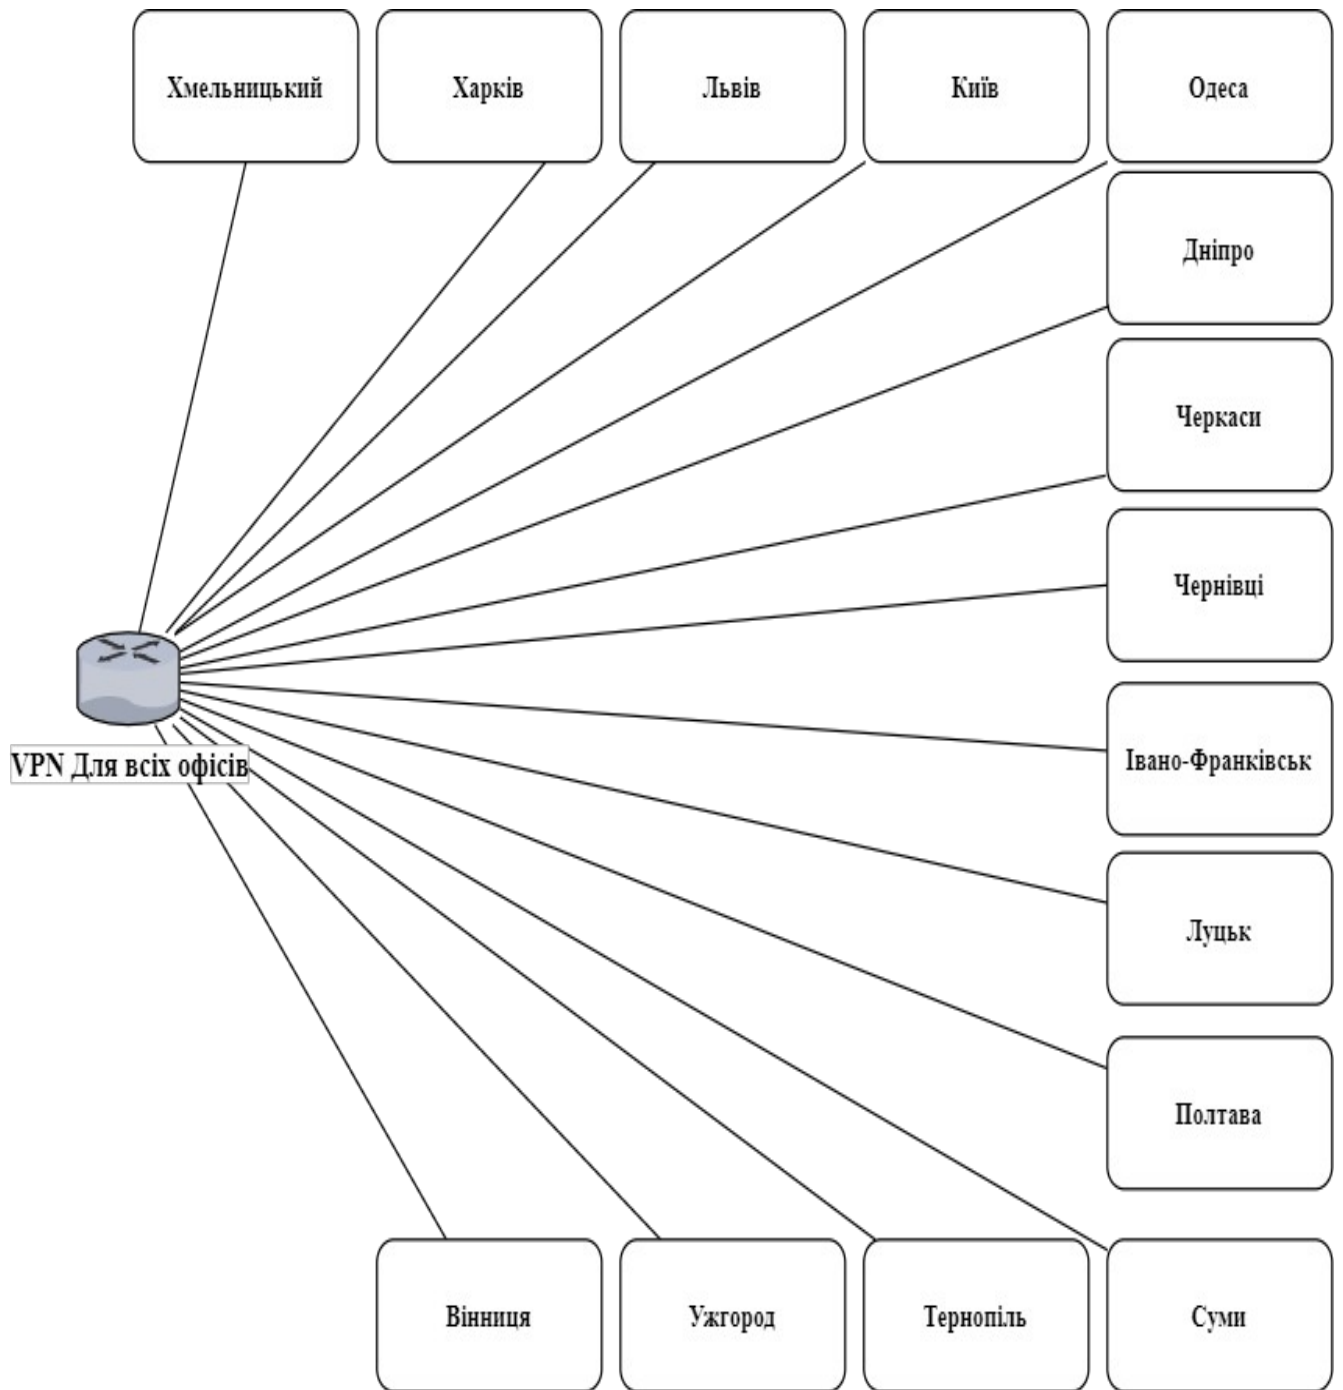 Хмельницький
Харків
Львів
Київ
Одеса
Дніпро
Черкаси
Чернівці
VPN Для всіх офісів
Івано-Франківськ
Луцьк
Полтава
Вінниця
Ужгород
Тернопіль
Суми